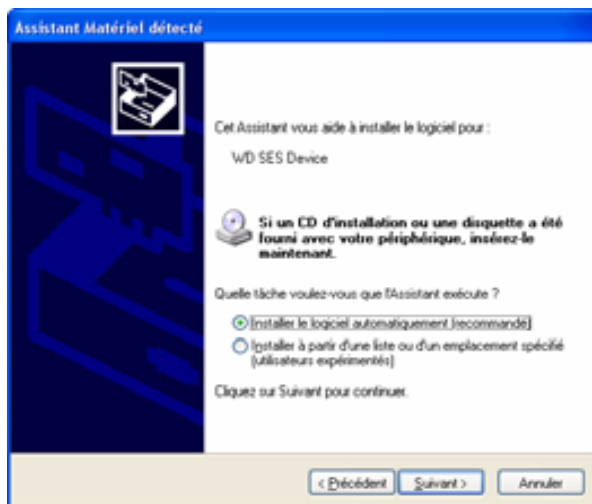 Assistant Matériel détecté
Cet Assistant vous aide à installer le logiciel pour :
WD SES Device
Si un CD d'installation ou une disquette a été
fourni avec votre périphérique, insérez-le
maintenant.
Quelle tâche voulez-vous que l'Assistant exécute ?
Installer le logiciel automatiquement (recommandé)
Installer à partir d'une liste ou d'un emplacement spécifié
(utilisateurs expérimentés)
Cliquez sur Suivant pour continuer.
< Précédent Suivant > Annuler